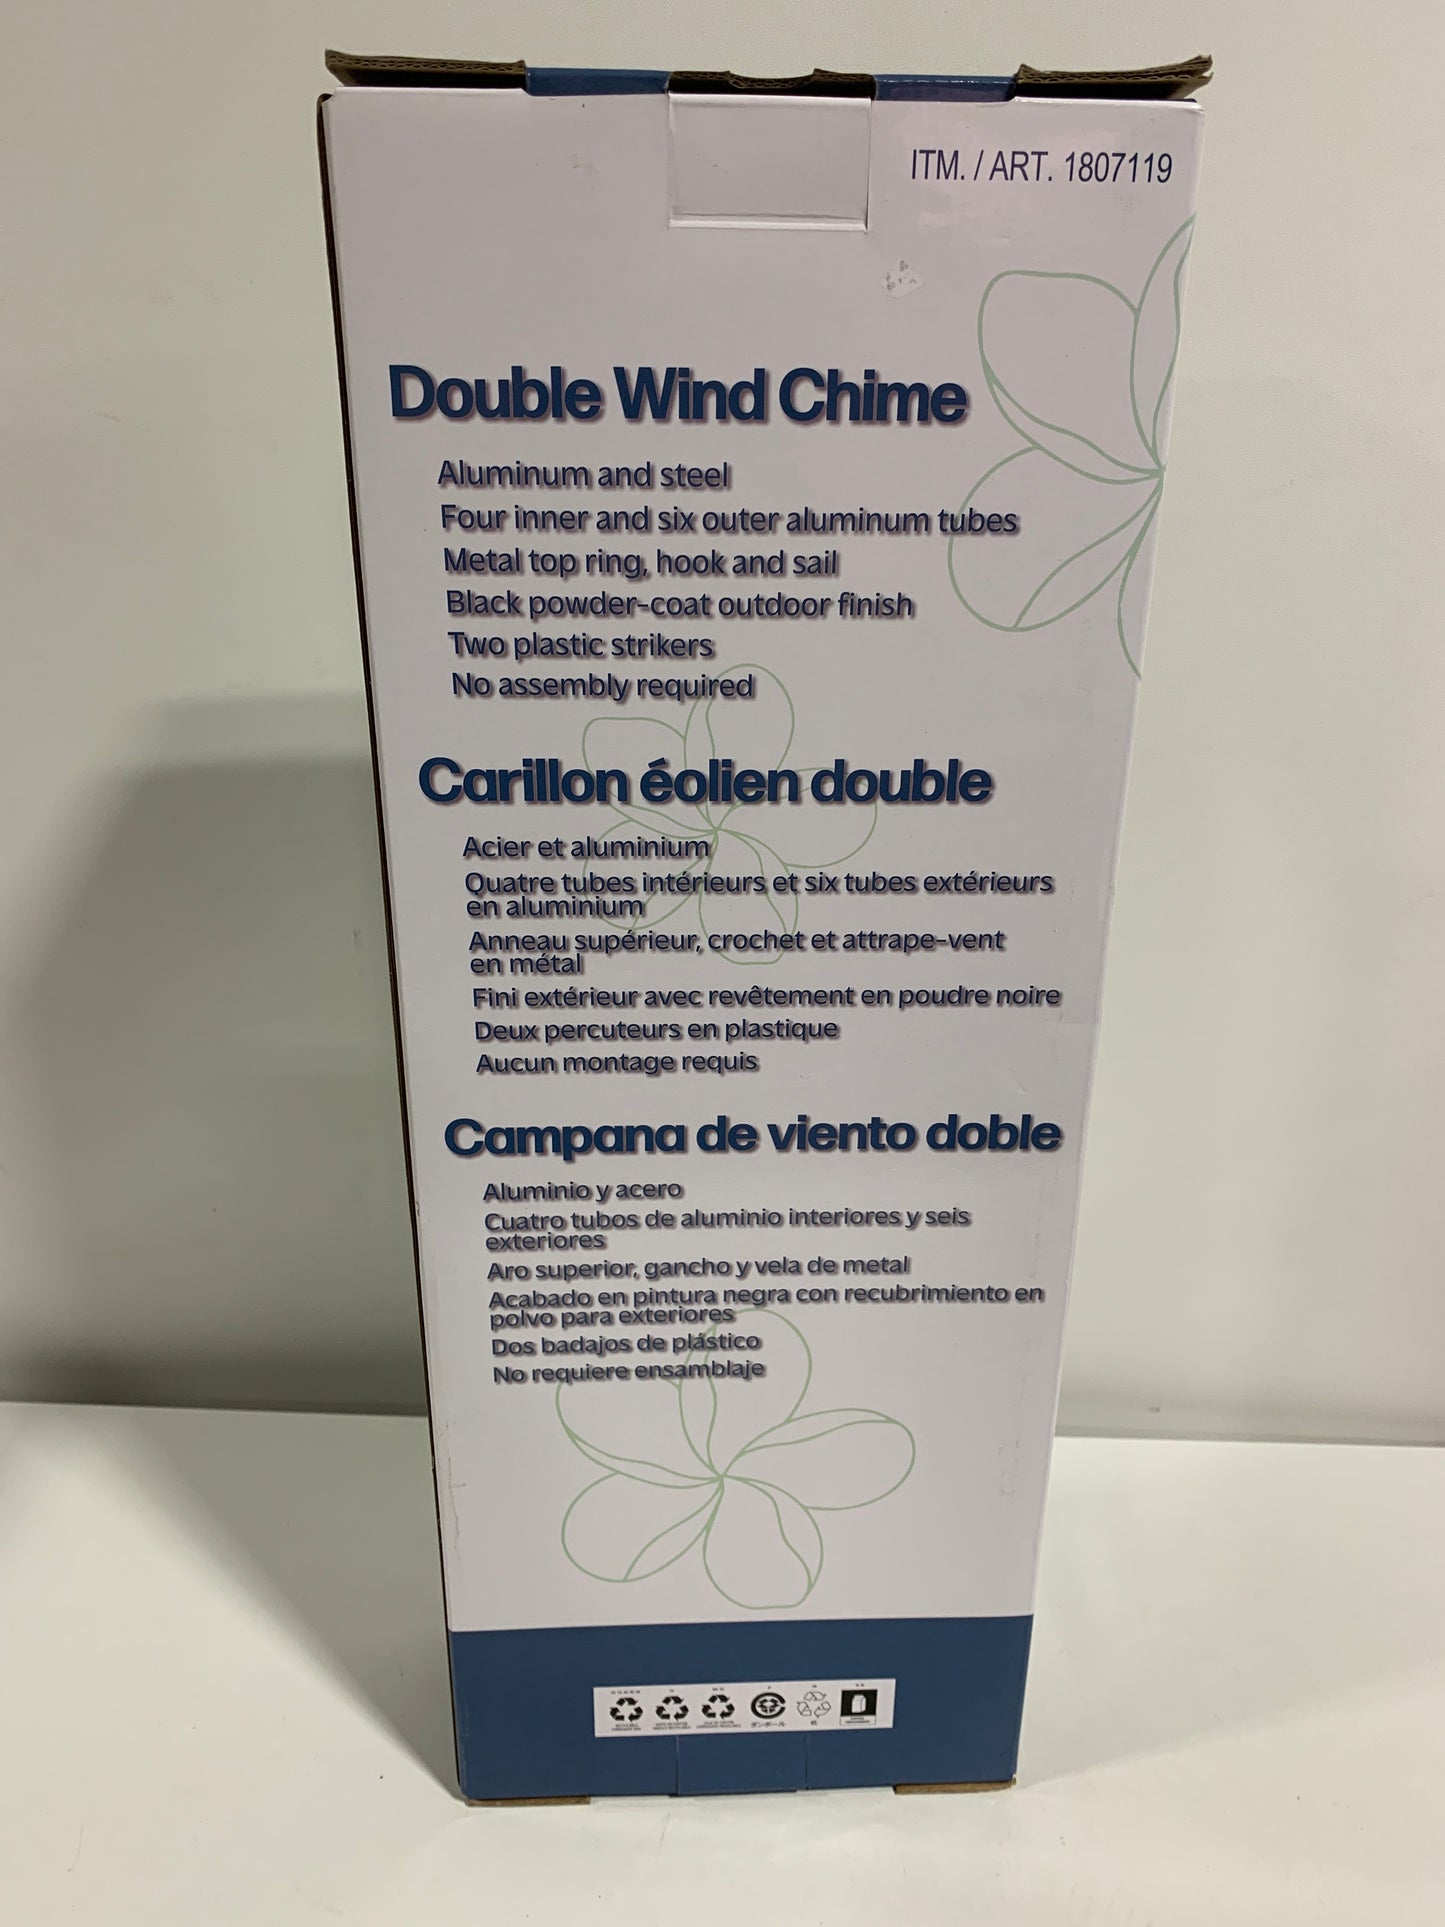 ITM. / ART. 1807119
Double Wind Chime
Aluminum and steel
Four inner and six outer aluminum tubes
Metal top ring, hook and sail
Black powder-coat outdoor finish
Two plastic strikers
No assembly required
Carillon éolien double
Acier et aluminium
Quatre tubes intérieurs et six tubes extérieurs
en aluminium
Anneau supérieur, crochet et attrape-vent
en métal
Fini extérieur avec revêtement en poudre noire
Deux percuteurs en plastique
Aucun montage requis
Campana de viento doble
Aluminio y acero
Cuatro tubos de aluminio interiores y seis
exteriores
Aro superior, gancho y vela de metal
Acabado en pintura negra con recubrimiento en
polvo para exteriores
Dos badajos de plástico
No requiere ensamblaje
ダンボール